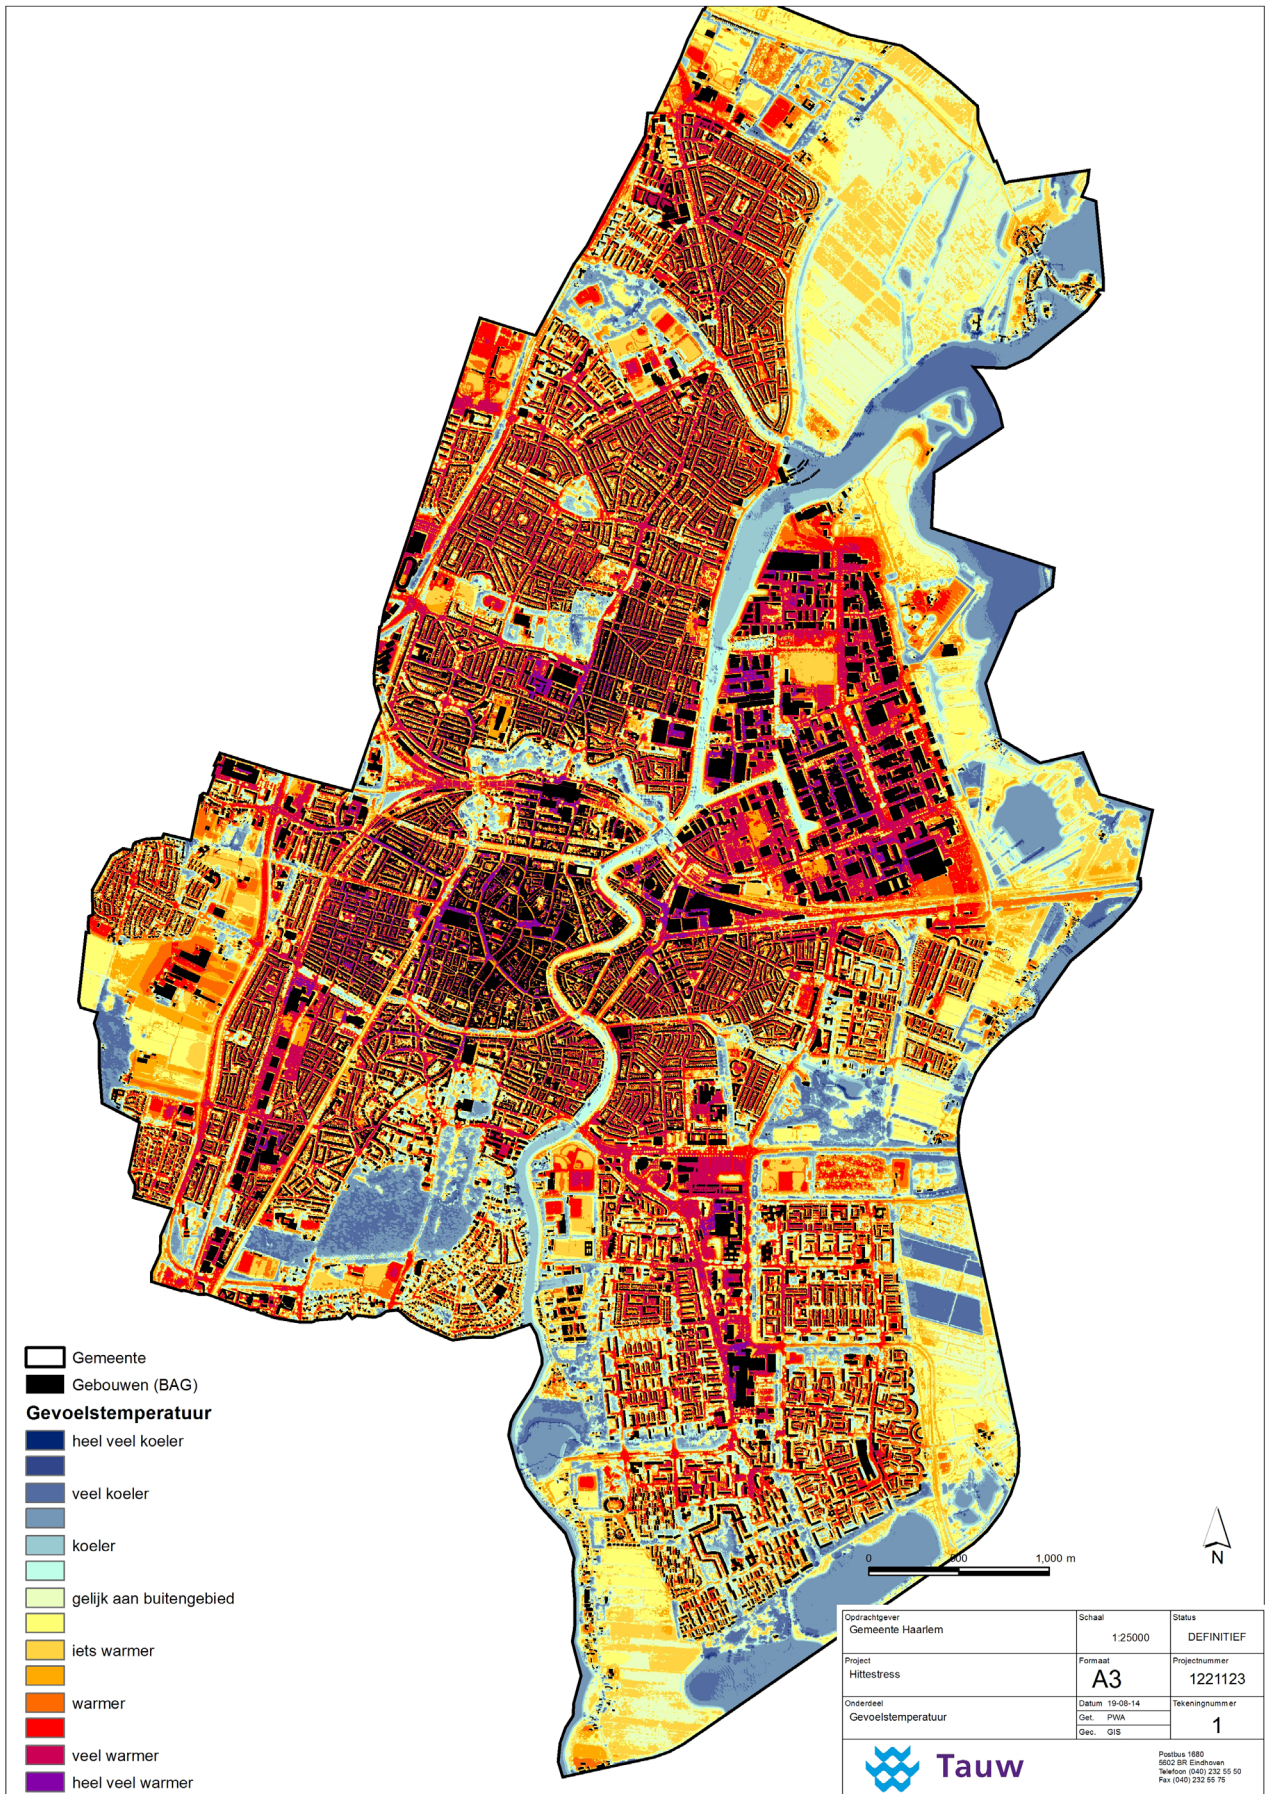 Gemeente
Gebouwen (BAG)
Gevoelstemperatuur
heel veel koeler
veel koeler
koeler
gelijk aan buitengebied
iets warmer
warmer
veel warmer
heel veel warmer
N
0 500 1,000 m
Opdrachtgever
Gemeente Haarlem
Schaal
1:25000
Status
DEFINITIEF
Project
Hittestress
Formaat
A3
Projectnummer
1221123
Onderdeel
Gevoelstemperatuur
Datum 19-08-14
Get. PWA
Gec. GIS
Tekeningnummer
1
Tauw
Postbus 1680
5602 BR Eindhoven
Telefoon (040) 232 55 50
Fax (040) 232 55 75